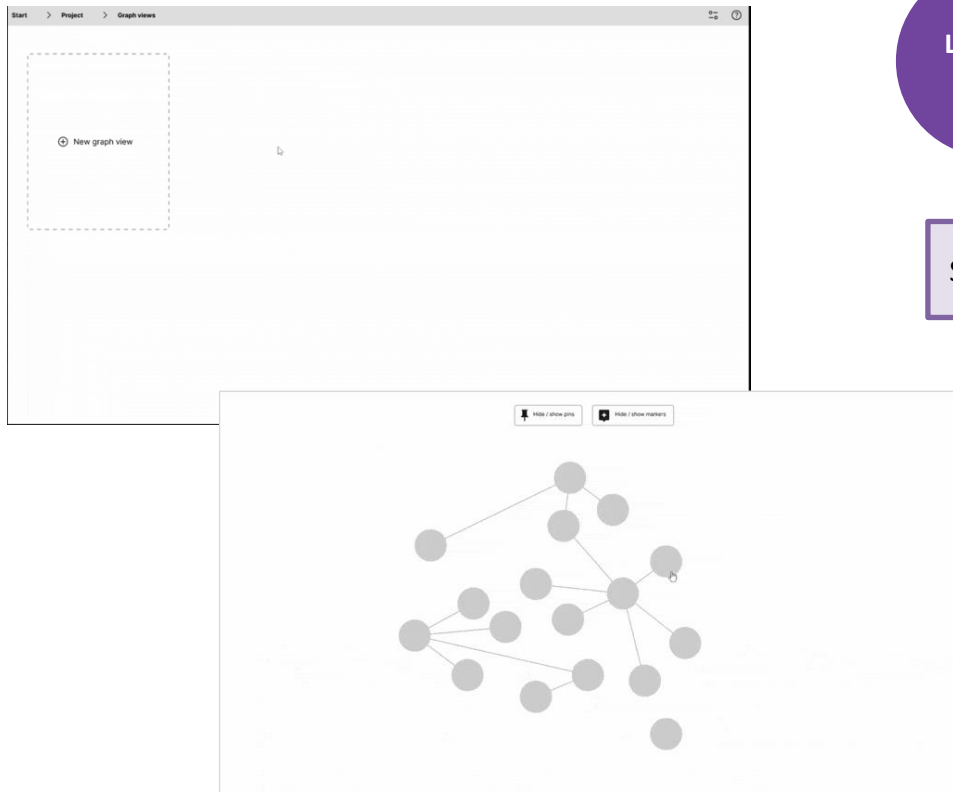 Start > Project > Graph views
L
New graph view
S
Hide / show pins
Hide / show markers